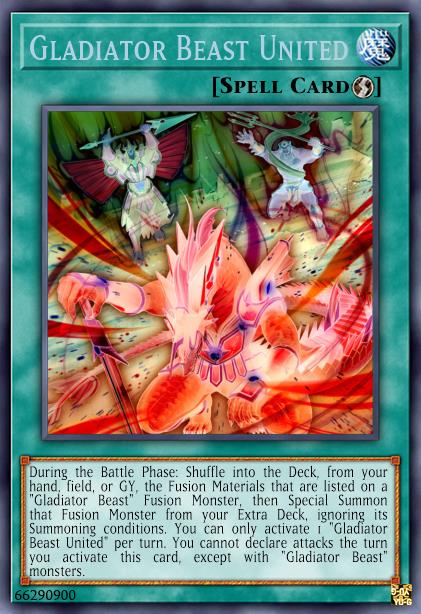 Gladiator Beast United
魔
[Spell Card]
During the Battle Phase: Shuffle into the Deck, from your
hand, field, or GY, the Fusion Materials that are listed on a
"Gladiator Beast" Fusion Monster, then Special Summon
that Fusion Monster from your Extra Deck, ignoring its
Summoning conditions. You can only activate 1 "Gladiator
Beast United" per turn. You cannot declare attacks the turn
you activate this card, except with "Gladiator Beast"
monsters.
66290900